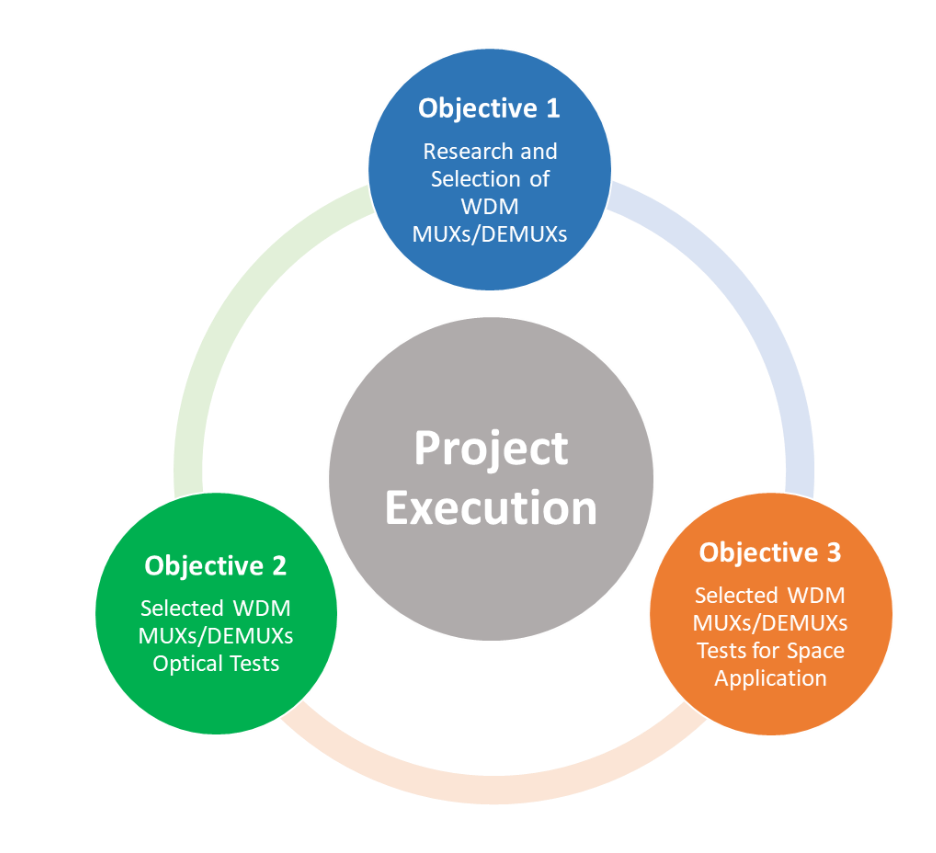 Objective 1
Research and
Selection of
WDM
MUXs/DEMUXs
Project
Execution
Objective 2
Selected WDM
MUXs/DEMUXs
Optical Tests
Objective 3
Selected WDM
MUXs/DEMUXs
Tests for Space
Application